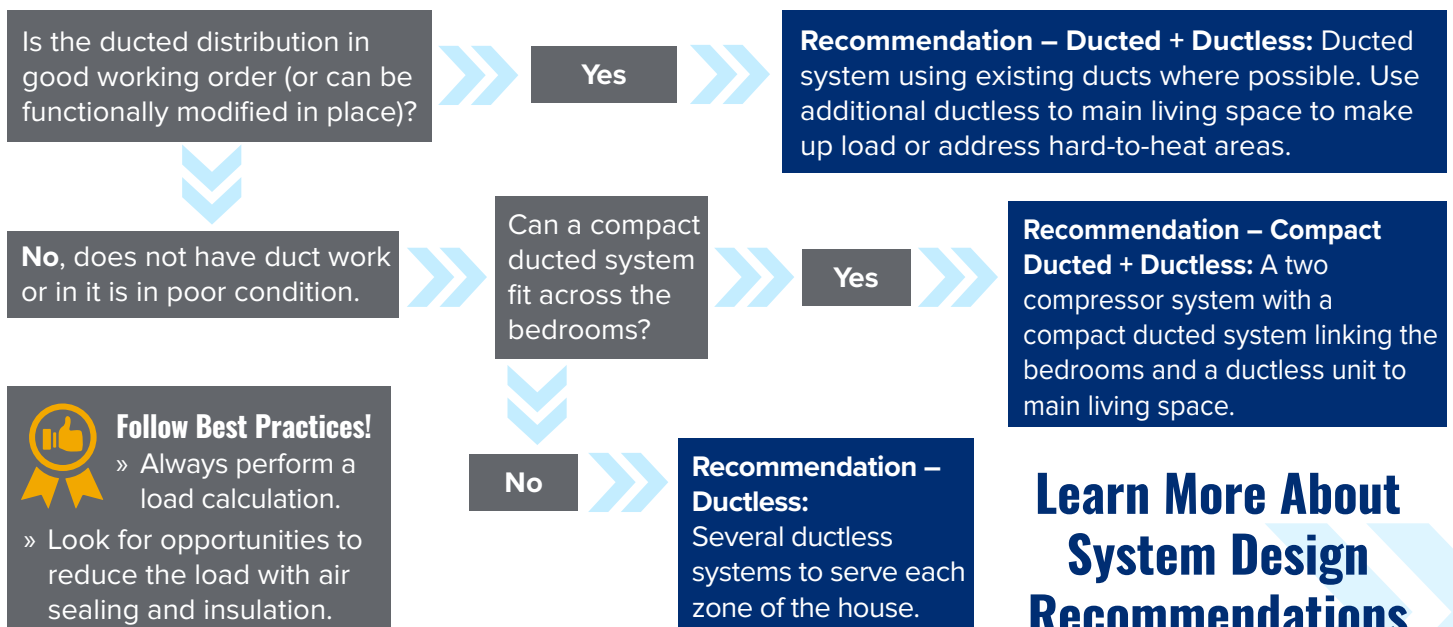 Is the ducted distribution in
good working order (or can be
functionally modified in place)?
Yes
Recommendation – Ducted + Ductless: Ducted
system using existing ducts where possible. Use
additional ductless to main living space to make
up load or address hard-to-heat areas.
No, does not have duct work
or in it is in poor condition.
Can a compact
ducted system
fit across the
bedrooms?
Yes
Recommendation – Compact
Ducted + Ductless: A two
compressor system with a
compact ducted system linking the
bedrooms and a ductless unit to
main living space.
Follow Best Practices!
» Always perform a
load calculation.
» Look for opportunities to
reduce the load with air
sealing and insulation.
No
Recommendation –
Ductless:
Several ductless
systems to serve each
zone of the house.
Learn More About
System Design
Recommendations